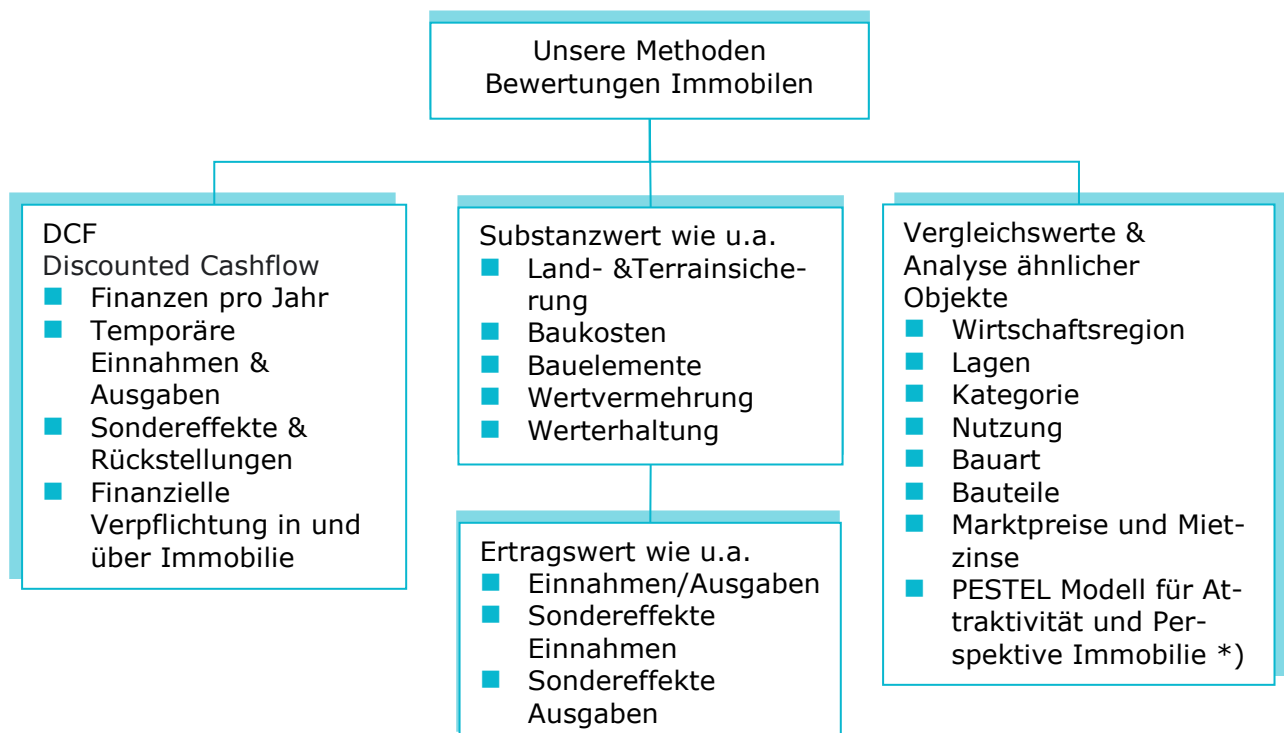 Unsere Methoden
Bewertungen Immobilen
DCF
Discounted Cashflow
Finanzen pro Jahr
Temporäre
Einnahmen &
Ausgaben
Sondereffekte &
Rückstellungen
Finanzielle
Verpflichtung in und
über Immobilie
Substanzwert wie u.a.
Land- &Terrainsiche-
rung
Baukosten
Bauelemente
Wertvermehrung
Werterhaltung
Ertragswert wie u.a.
Einnahmen/Ausgaben
Sondereffekte
Einnahmen
Sondereffekte
Ausgaben
Vergleichswerte &
Analyse ähnlicher
Objekte
Wirtschaftsregion
Lagen
Kategorie
Nutzung
Bauart
Bauteile
Marktpreise und Miet-
zinse
PESTEL Modell für At-
traktivität und Per-
spektive Immobilie *)